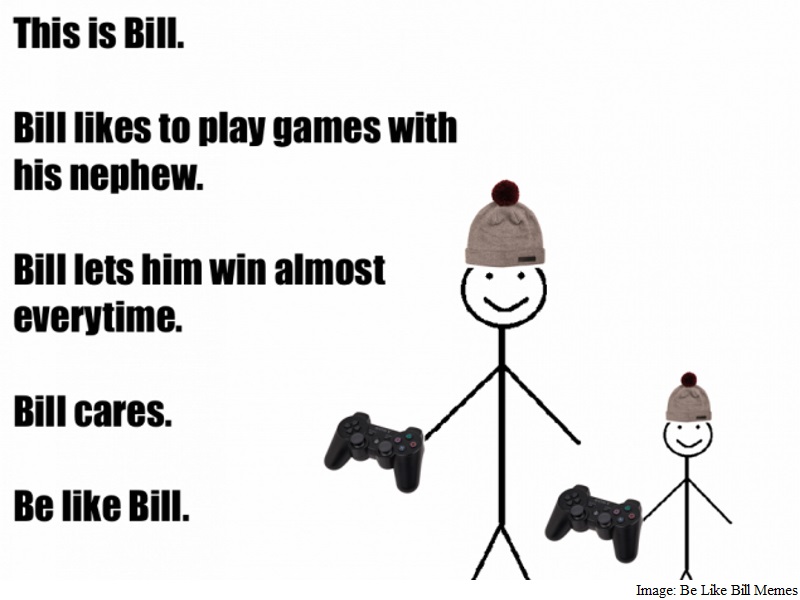 This is Bill.
Bill likes to play games with
his nephew.
Bill lets him win almost
everytime.
Bill cares.
Be like Bill.
Image: Be Like Bill Memes